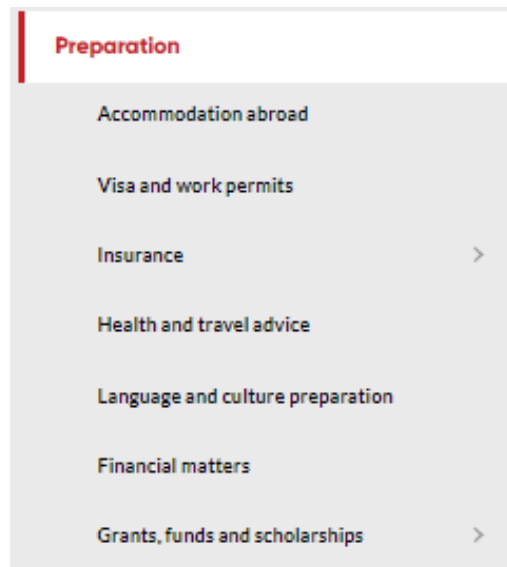 Preparation
Accommodation abroad
Visa and work permits
Insurance
Health and travel advice
Language and culture preparation
Financial matters
Grants, funds and scholarships